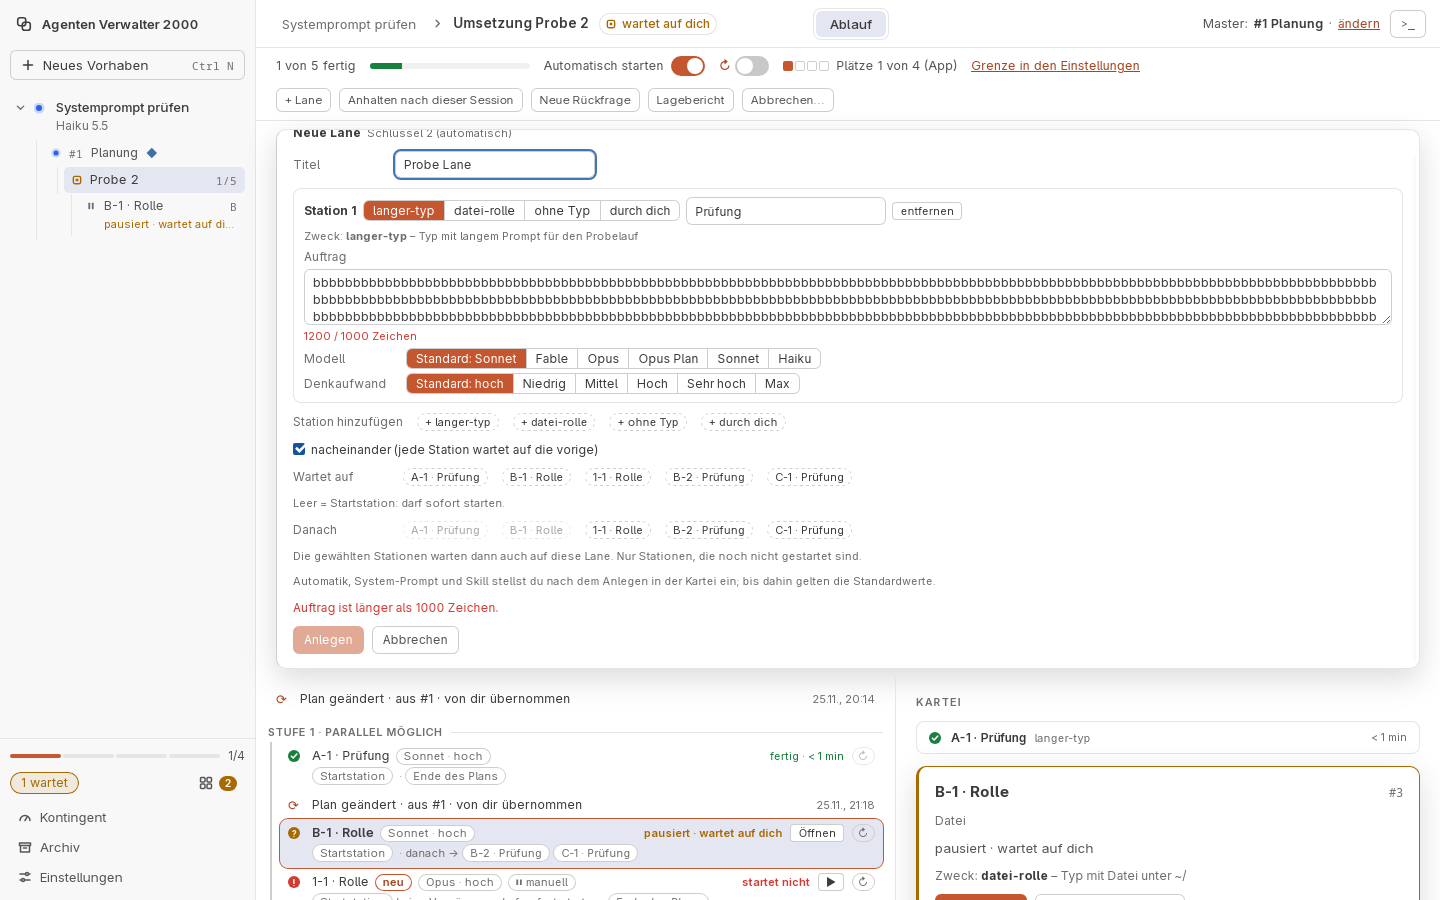 Agenten Verwalter 2000
Neues Vorhaben Ctrl N
Systemprompt prüfen
Haiku 5.5
#1 Planung
Probe 2 1/5
B-1 · Rolle B
pausiert · wartet auf di…
1/4
1 wartet 2
Kontingent
Archiv
Einstellungen
Systemprompt prüfen > Umsetzung Probe 2 wartet auf dich
Ablauf
Master: #1 Planung · ändern >_
1 von 5 fertig Automatisch starten Plätze 1 von 4 (App) Grenze in den Einstellungen
+ Lane Anhalten nach dieser Session Neue Rückfrage Lagebericht Abbrechen…
Neue Lane Schlüssel 2 (automatisch)
Titel Probe Lane
Station 1 langer-typ datei-rolle ohne Typ durch dich Prüfung entfernen
Zweck: langer-typ – Typ mit langem Prompt für den Probelauf
Auftrag
1200 / 1000 Zeichen
Modell Standard: Sonnet Fable Opus Opus Plan Sonnet Haiku
Denkaufwand Standard: hoch Niedrig Mittel Hoch Sehr hoch Max
Station hinzufügen + langer-typ + datei-rolle + ohne Typ + durch dich
nacheinander (jede Station wartet auf die vorige)
Wartet auf A-1 · Prüfung B-1 · Rolle 1-1 · Rolle B-2 · Prüfung C-1 · Prüfung
Leer = Startstation: darf sofort starten.
Danach A-1 · Prüfung B-1 · Rolle 1-1 · Rolle B-2 · Prüfung C-1 · Prüfung
Die gewählten Stationen warten dann auch auf diese Lane. Nur Stationen, die noch nicht gestartet sind.
Automatik, System-Prompt und Skill stellst du nach dem Anlegen in der Kartei ein; bis dahin gelten die Standardwerte.
Auftrag ist länger als 1000 Zeichen.
Anlegen Abbrechen
Plan geändert · aus #1 · von dir übernommen 25.11., 20:14
STUFE 1 · PARALLEL MÖGLICH
A-1 · Prüfung Sonnet · hoch fertig · < 1 min
Startstation · Ende des Plans
Plan geändert · aus #1 · von dir übernommen 25.11., 21:18
B-1 · Rolle Sonnet · hoch pausiert · wartet auf dich Öffnen
Startstation · danach → B-2 · Prüfung C-1 · Prüfung
1-1 · Rolle neu Opus · hoch manuell startet nicht
KARTEI
A-1 · Prüfung langer-typ < 1 min
B-1 · Rolle #3
Datei
pausiert · wartet auf dich
Zweck: datei-rolle – Typ mit Datei unter ~/